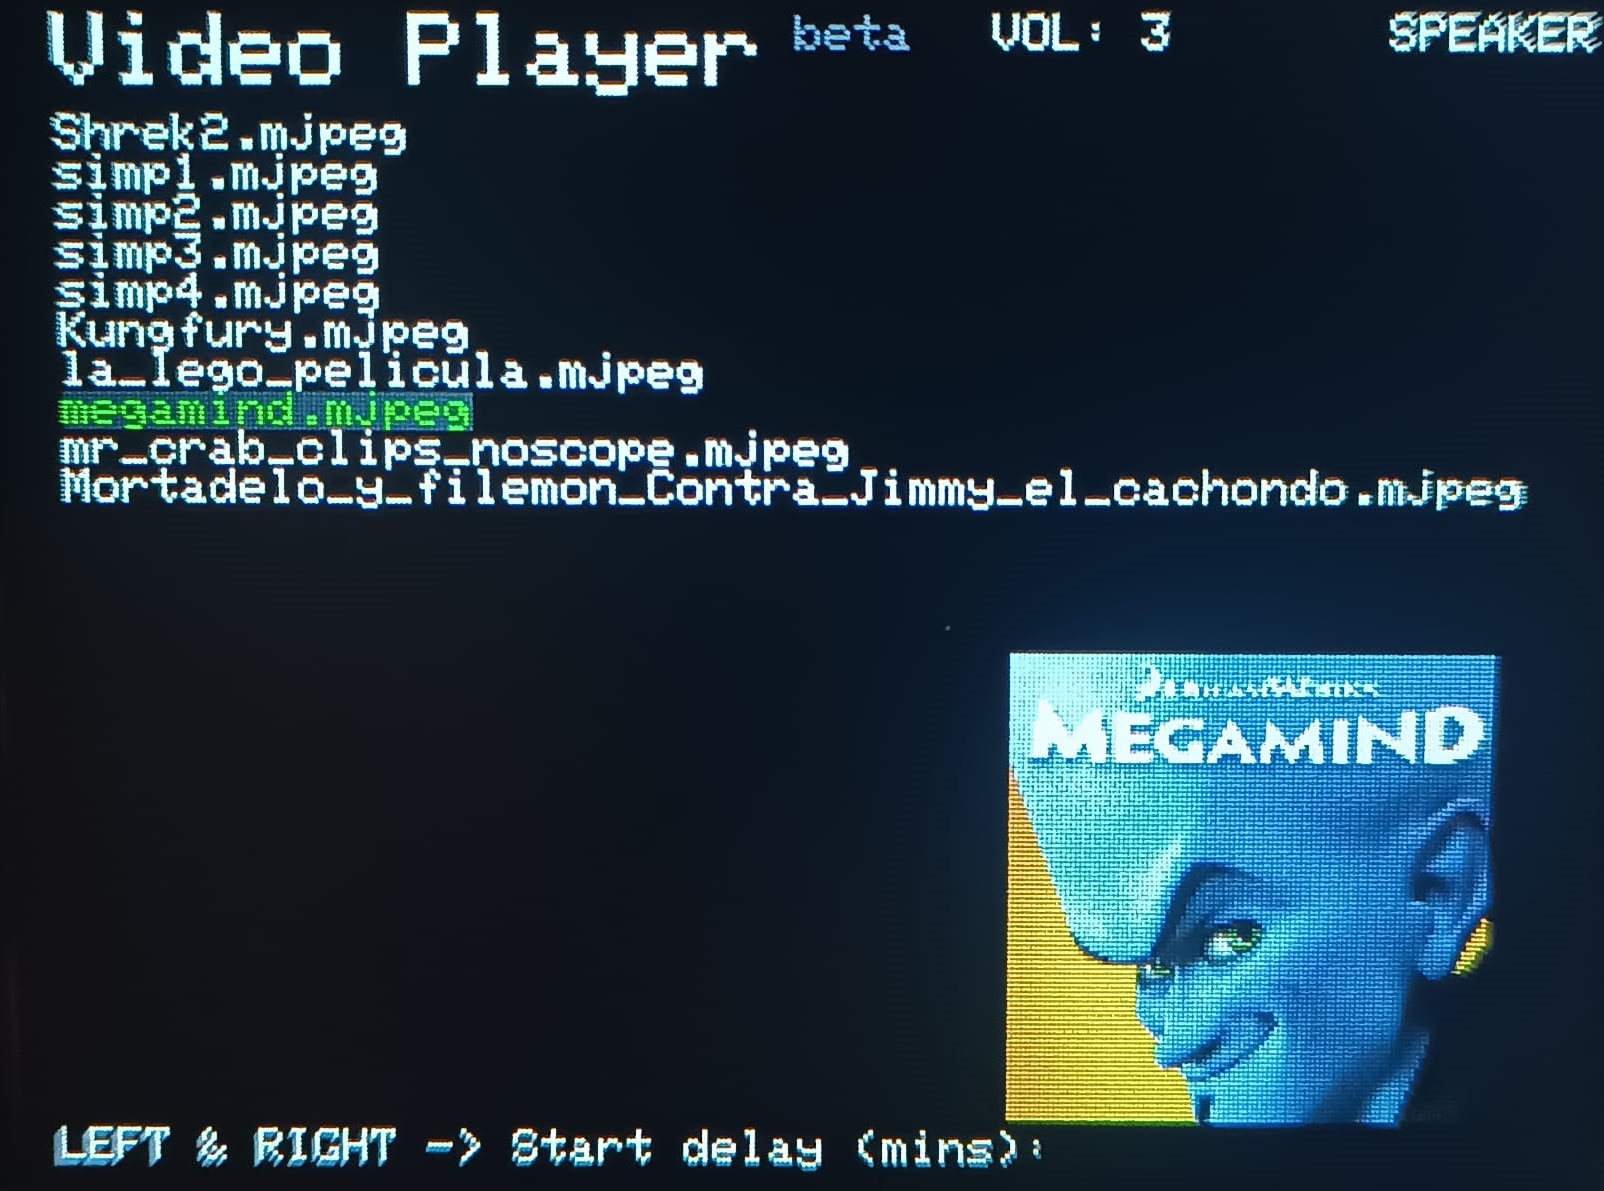 Video Player beta VOL: 3 SPEAKER
Shrek2.mjpeg
simp1.mjpeg
simp2.mjpeg
simp3.mjpeg
simp4.mjpeg
Kungfury.mjpeg
la_lego_pelicula.mjpeg
megamind.mjpeg
mr_crab_clips_noscope.mjpeg
Mortadelo_y_filemon_Contra_Jimmy_el_cachondo.mjpeg
DREAMWORKS
MEGAMIND
LEFT & RIGHT -> Start delay (mins):